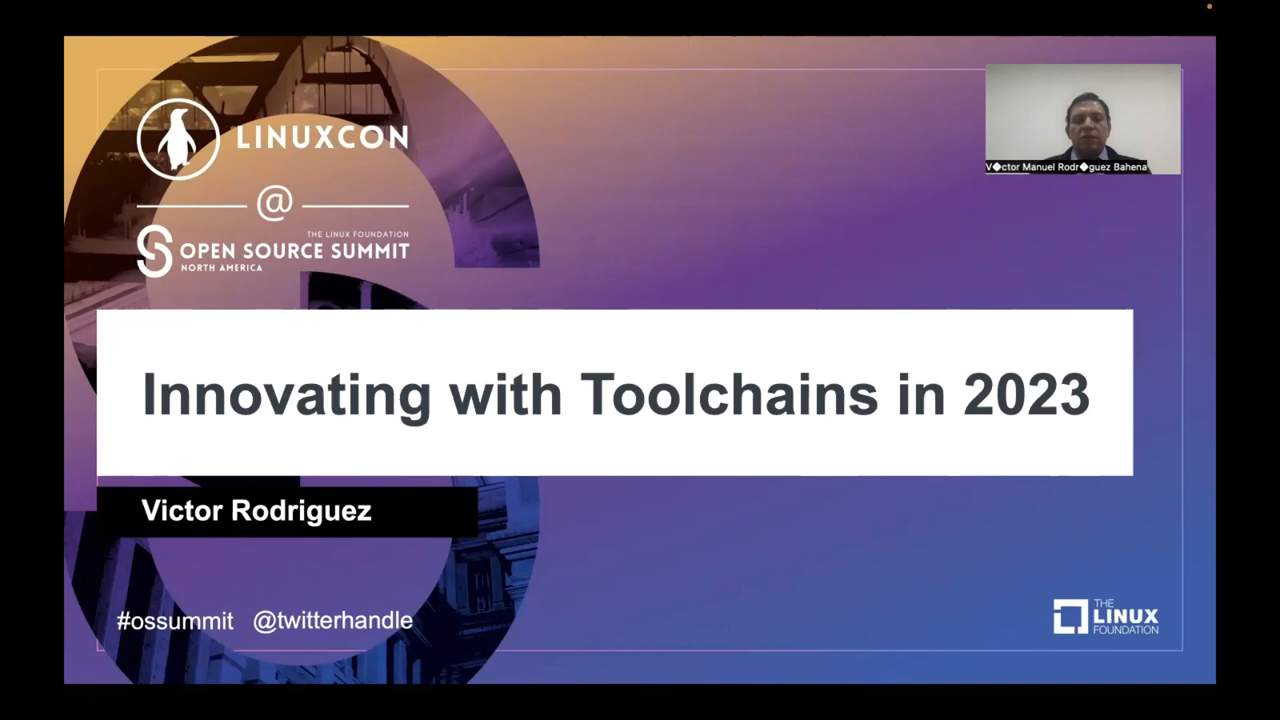 LINUXCON
@
THE LINUX FOUNDATION
OPEN SOURCE SUMMIT
NORTH AMERICA
V�ctor Manuel Rodr�guez Bahena
Innovating with Toolchains in 2023
Victor Rodriguez
#ossummit @twitterhandle
THE
LINUX
FOUNDATION